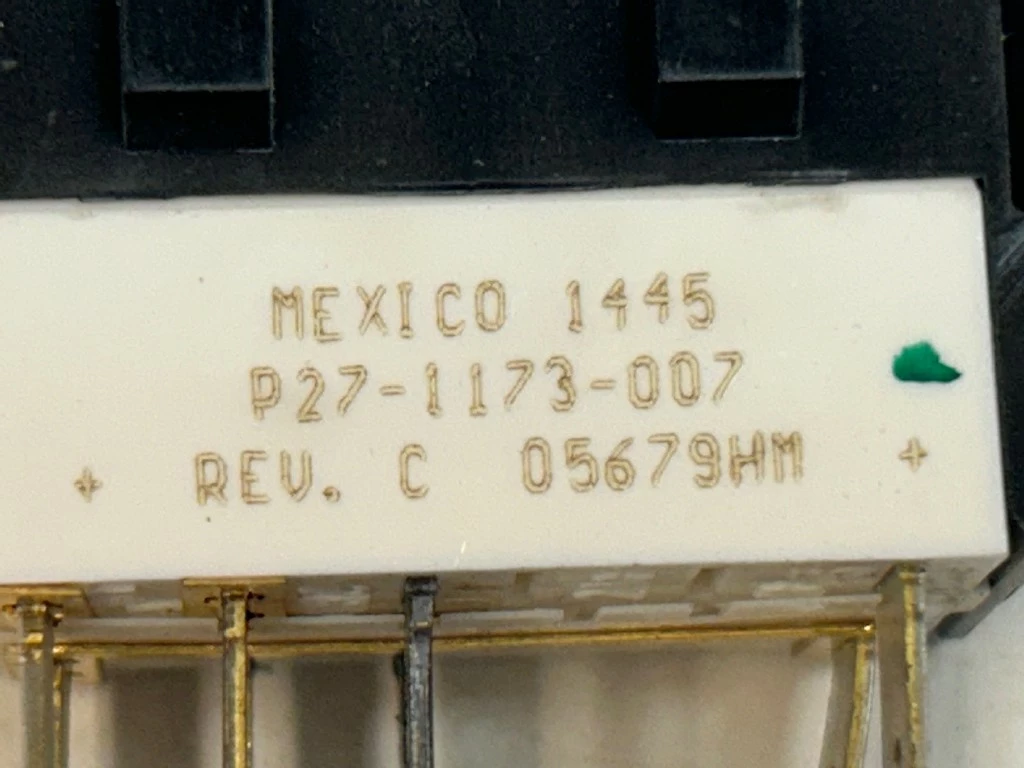 MEXICO 1445
P27-1173-007
+ REV. C 05679HM +